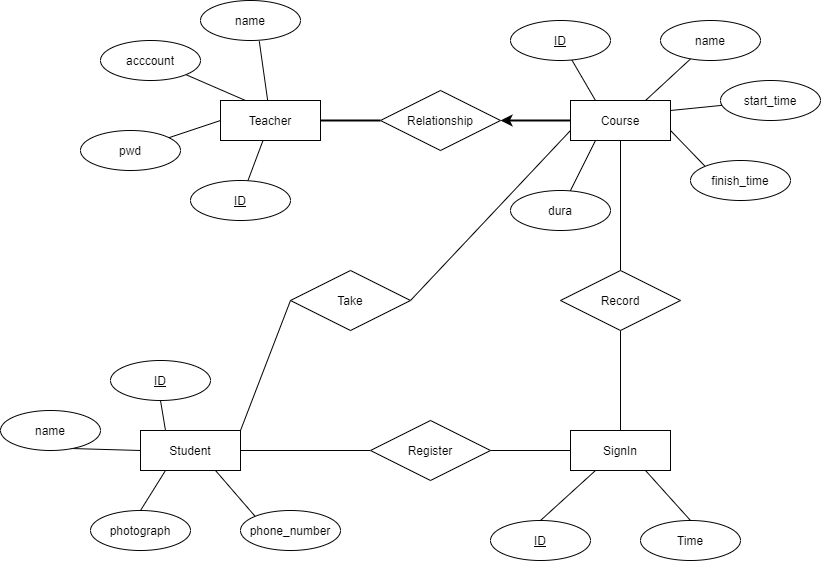 name
ID
name
acccount
start_time
Teacher
Relationship
Course
pwd
finish_time
ID
dura
Take
Record
ID
name
Student
Register
SignIn
photograph
phone_number
ID
Time